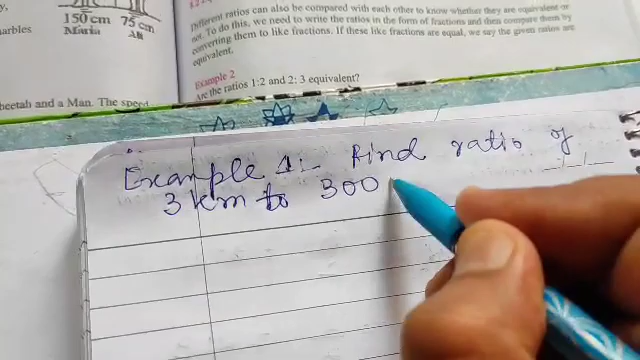 150 cm 75 cm
Maria Ali
marbles
Cheetah and a Man. The speed
Different ratios can also be compared with each other to know whether they are equivalent or
not. To do this, we need to write the ratios in the form of fractions and then compare them by
converting them to like fractions. If these like fractions are equal, we say the given ratios are
equivalent.
Example 2
Are the ratios 1:2 and 2:3 equivalent?
Example 1:- Find ratio of
3 km to 300